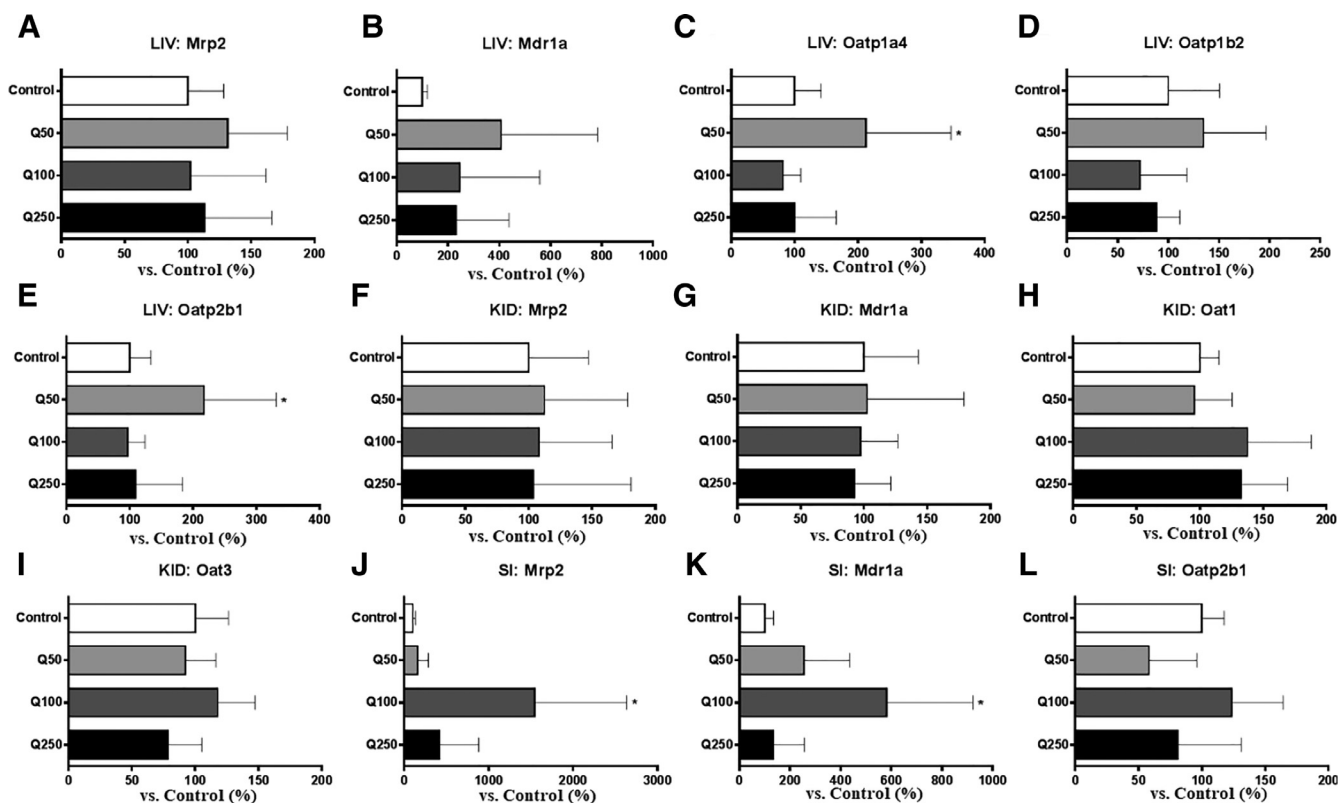 A
LIV: Mrp2
Control
Q50
Q100
Q250
0 50 100 150 200
vs. Control (%)
B
LIV: Mdr1a
Control
Q50
Q100
Q250
0 200 400 600 800 1000
vs. Control (%)
C
LIV: Oatp1a4
Control
Q50
*
Q100
Q250
0 100 200 300 400
vs. Control (%)
D
LIV: Oatp1b2
Control
Q50
Q100
Q250
0 50 100 150 200 250
vs. Control (%)
E
LIV: Oatp2b1
Control
Q50
*
Q100
Q250
0 100 200 300 400
vs. Control (%)
F
KID: Mrp2
Control
Q50
Q100
Q250
0 50 100 150 200
vs. Control (%)
G
KID: Mdr1a
Control
Q50
Q100
Q250
0 50 100 150 200
vs. Control (%)
H
KID: Oat1
Control
Q50
Q100
Q250
0 50 100 150 200
vs. Control (%)
I
KID: Oat3
Control
Q50
Q100
Q250
0 50 100 150 200
vs. Control (%)
J
SI: Mrp2
Control
Q50
Q100
*
Q250
0 1000 2000 3000
vs. Control (%)
K
SI: Mdr1a
Control
Q50
Q100
*
Q250
0 200 400 600 800 1000
vs. Control (%)
L
SI: Oatp2b1
Control
Q50
Q100
Q250
0 50 100 150 200
vs. Control (%)